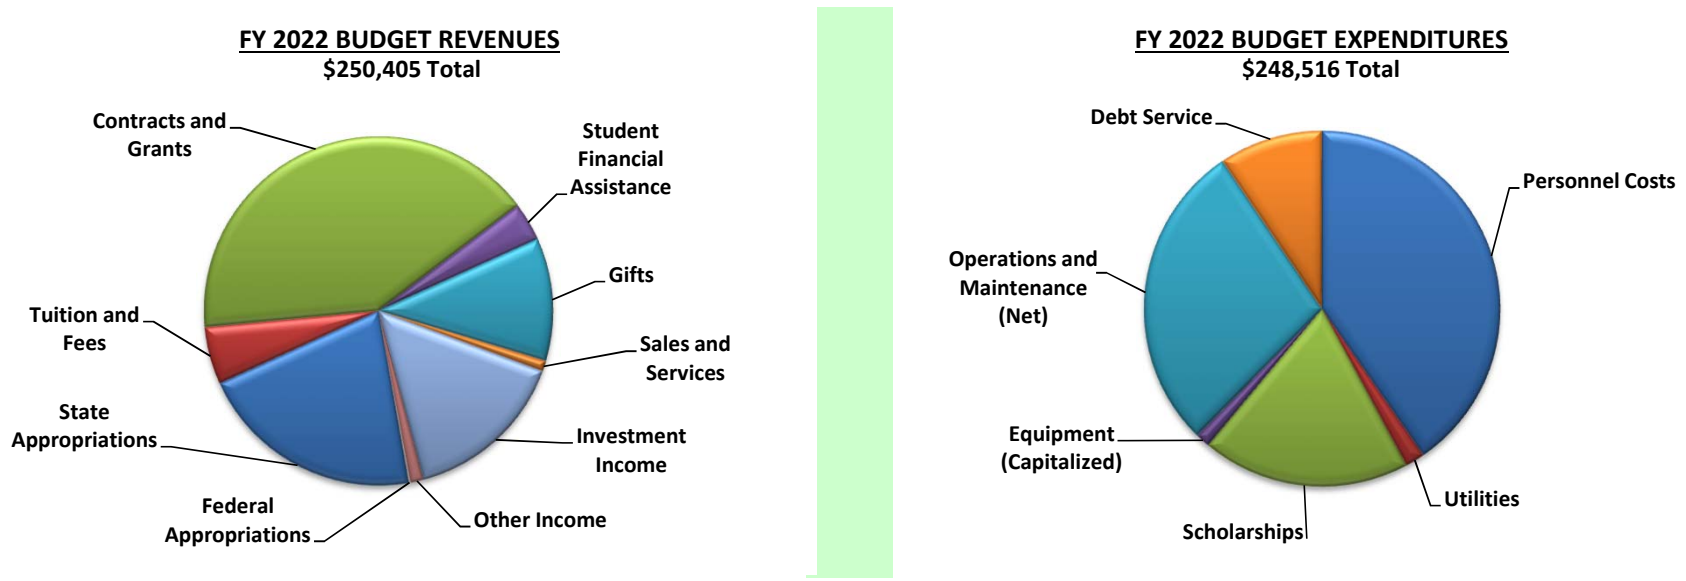 FY 2022 BUDGET REVENUES
$250,405 Total
Contracts and
Grants
Student
Financial
Assistance
Gifts
Tuition and
Fees
Sales and
Services
State
Appropriations
Investment
Income
Federal
Appropriations
Other Income
FY 2022 BUDGET EXPENDITURES
$248,516 Total
Debt Service
Personnel Costs
Operations and
Maintenance
(Net)
Equipment
(Capitalized)
Utilities
Scholarships